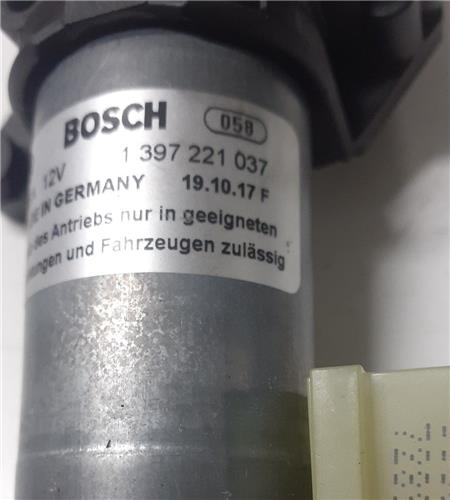 BOSCH 058
12V 1 397 221 037
IN GERMANY 19.10.17 F
des Antriebs nur in geeigneten
und Fahrzeugen zulässig